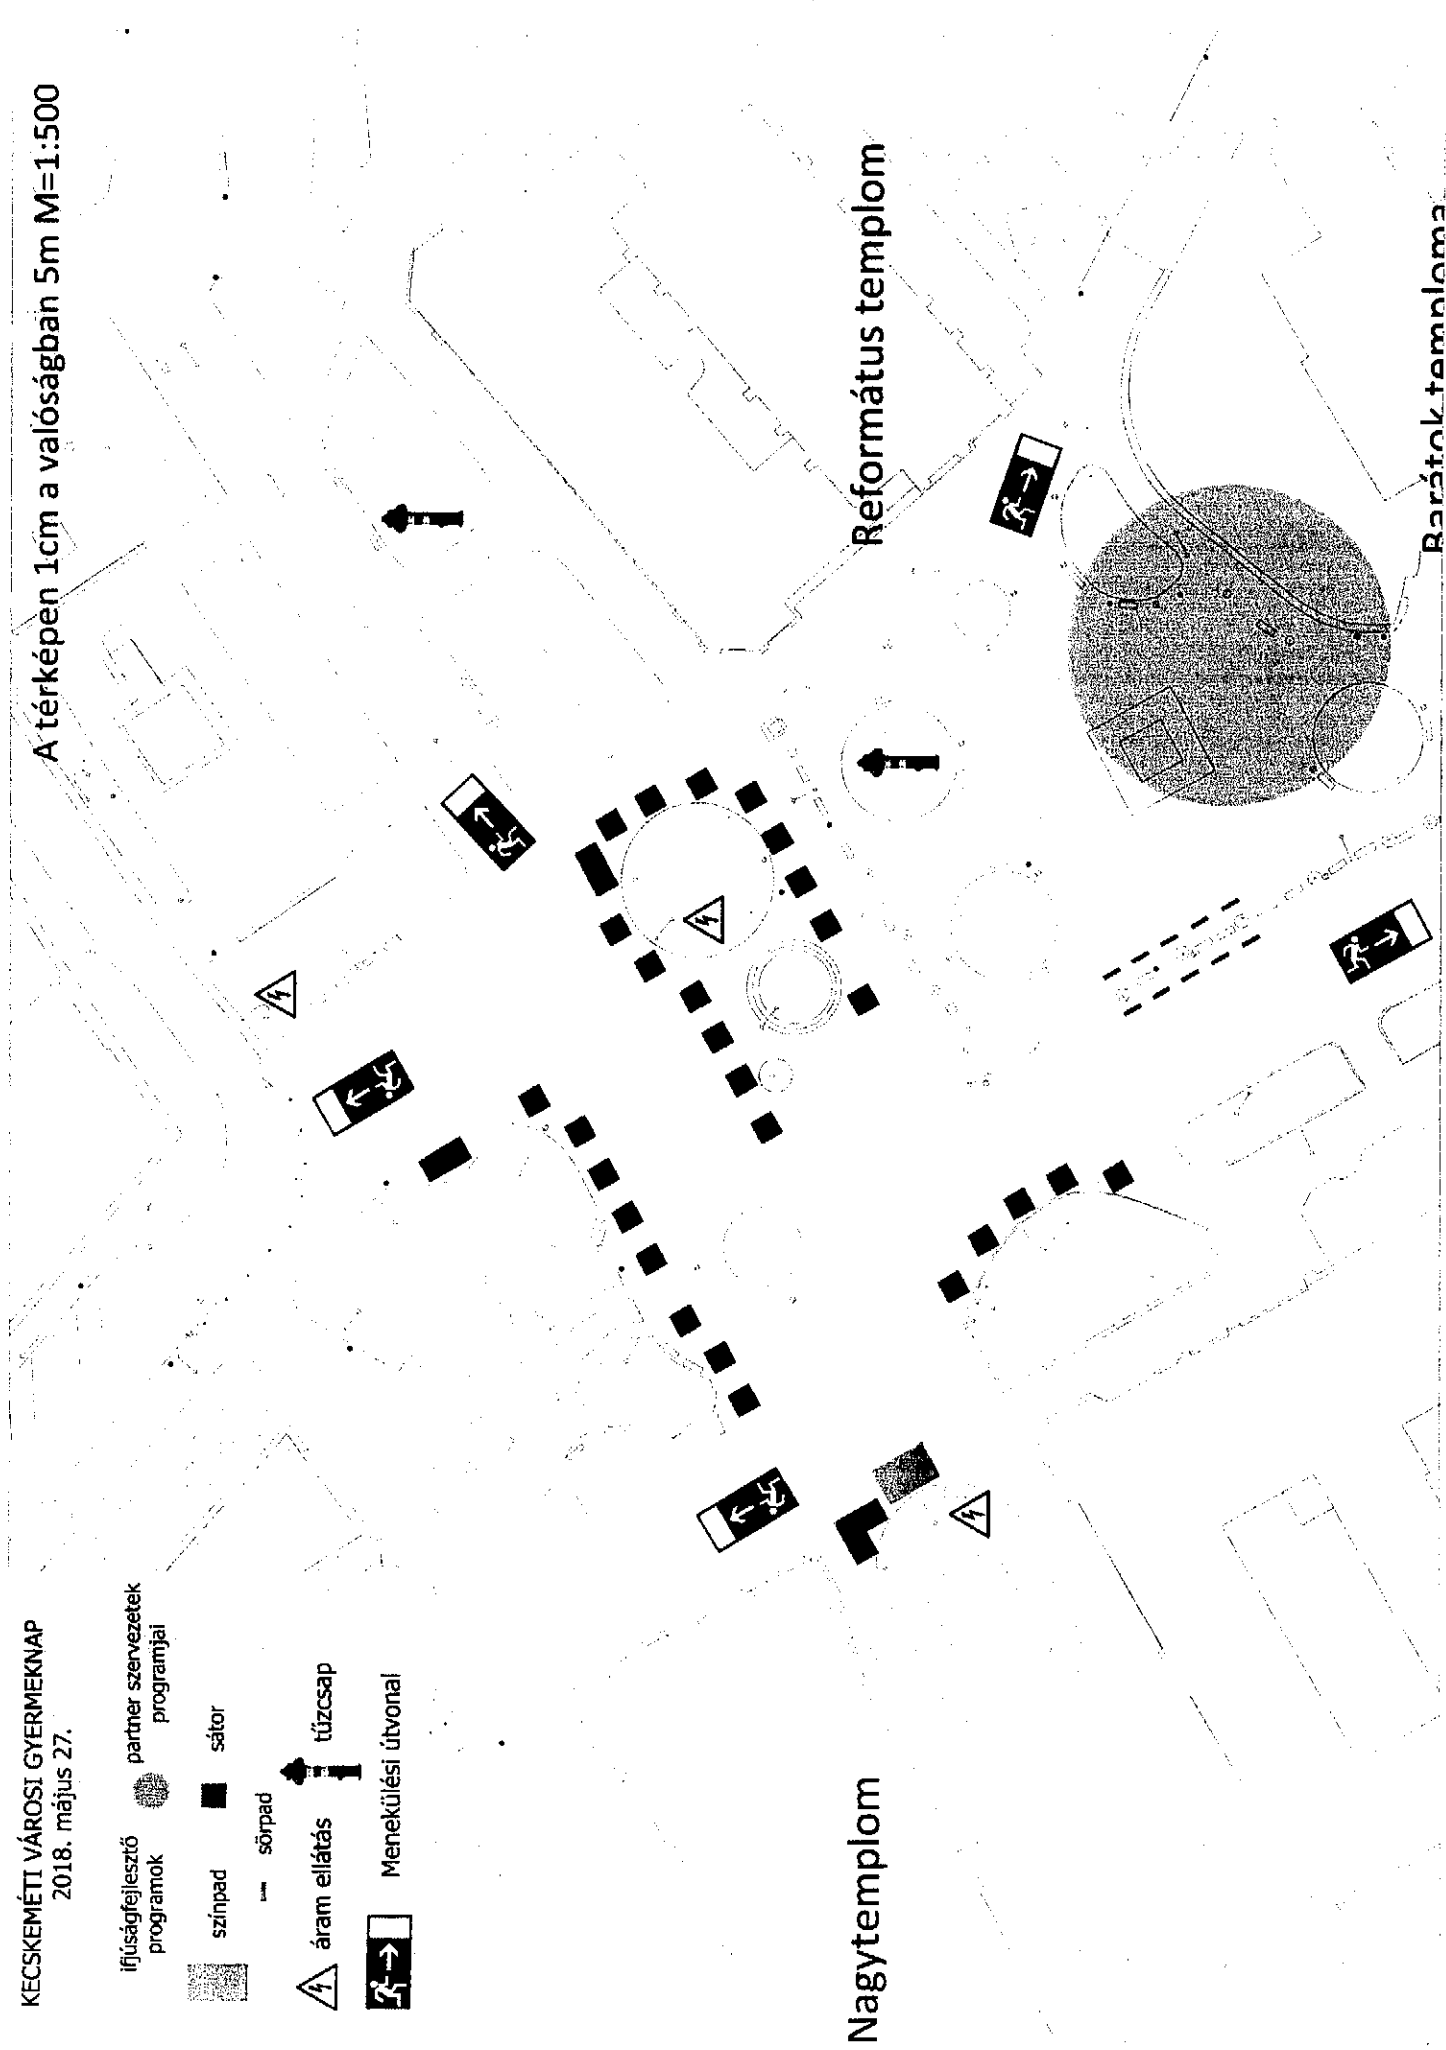 A térképen 1cm a valóságban 5m M=1:500
KECSKEMÉTI VÁROSI GYERMEKNAP
2018. május 27.
ifjúságfejlesztő
programok
partner szervezetek
programjai
színpad
sátor
sörpad
áram ellátás
tűzcsap
Menekülési útvonal
Nagytemplom
Református templom
Barátok temploma